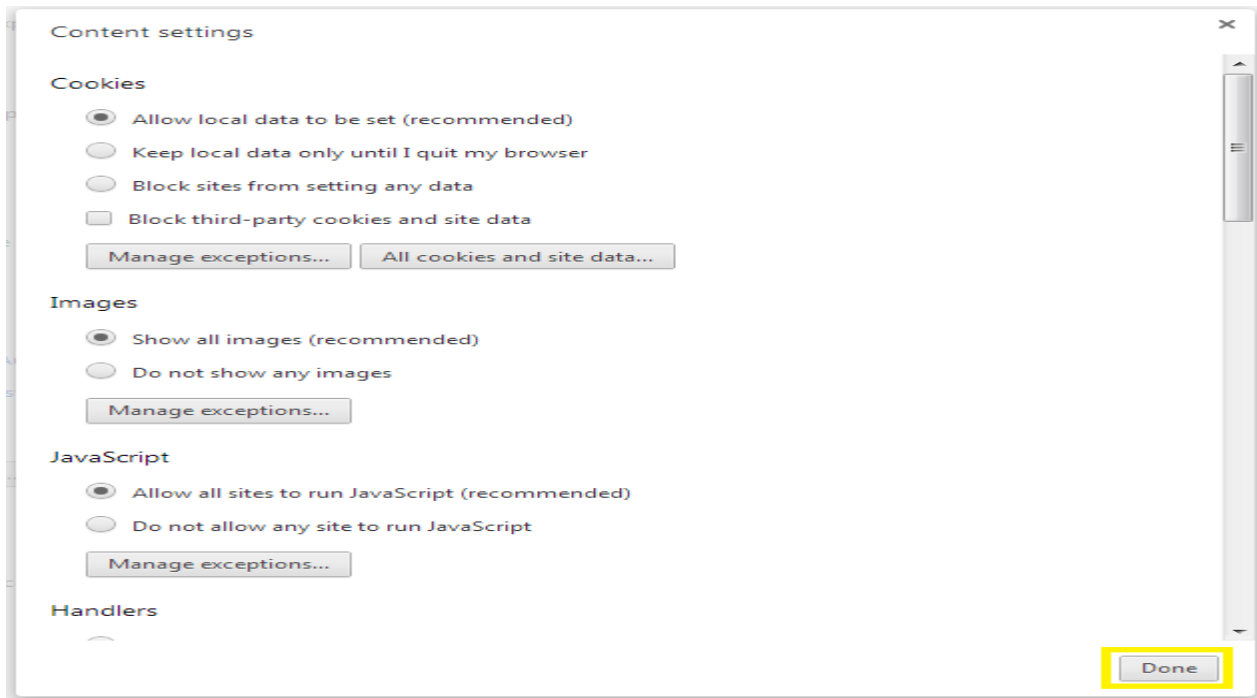 Content settings
Cookies
Allow local data to be set (recommended)
Keep local data only until I quit my browser
Block sites from setting any data
Block third-party cookies and site data
Manage exceptions... All cookies and site data...
Images
Show all images (recommended)
Do not show any images
Manage exceptions...
JavaScript
Allow all sites to run JavaScript (recommended)
Do not allow any site to run JavaScript
Manage exceptions...
Handlers
Done